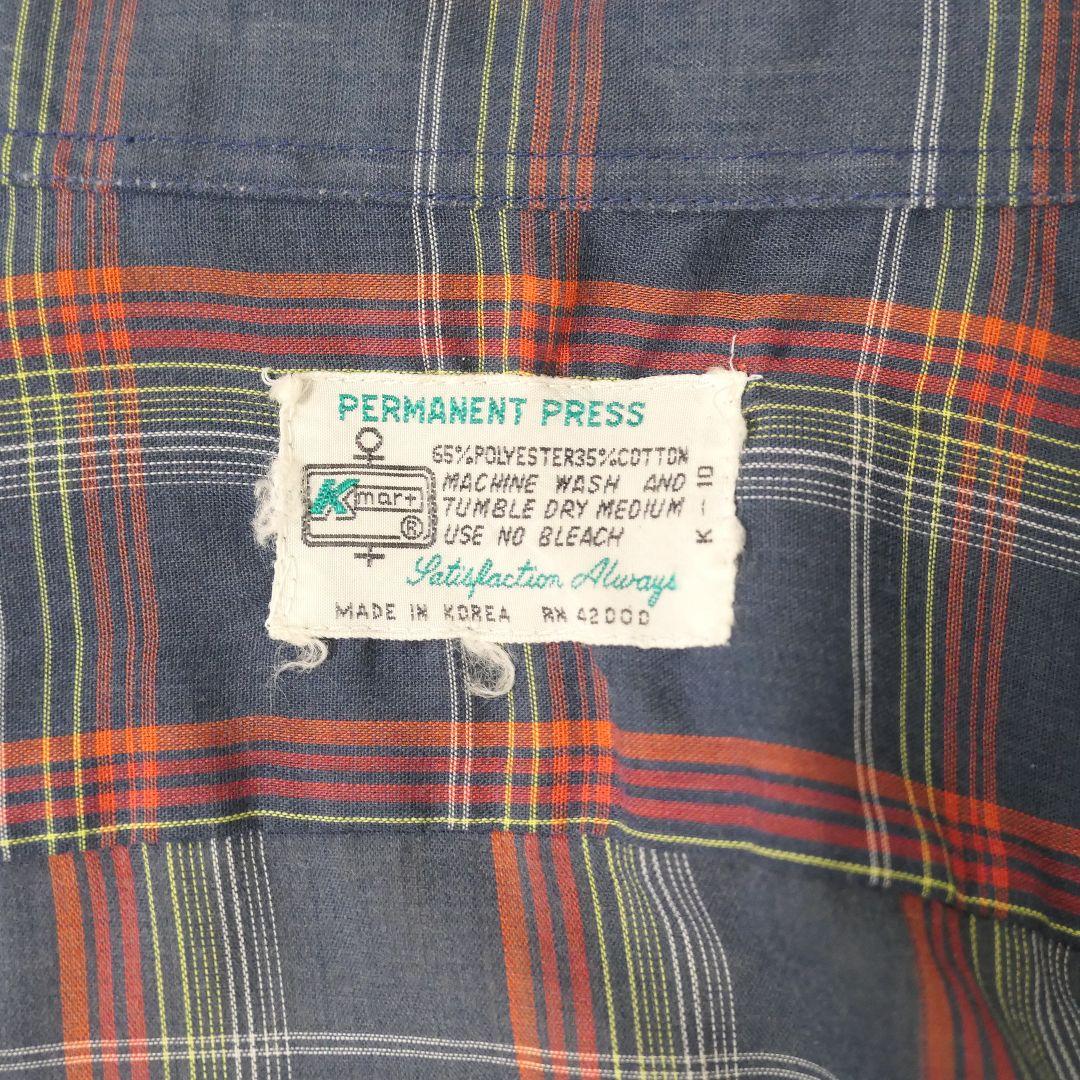 PERMANENT PRESS
65%POLYESTER35%COTTON
MACHINE WASH AND
TUMBLE DRY MEDIUM
USE NO BLEACH
K-10
Kmart®
Satisfaction Always
MADE IN KOREA RN 42000